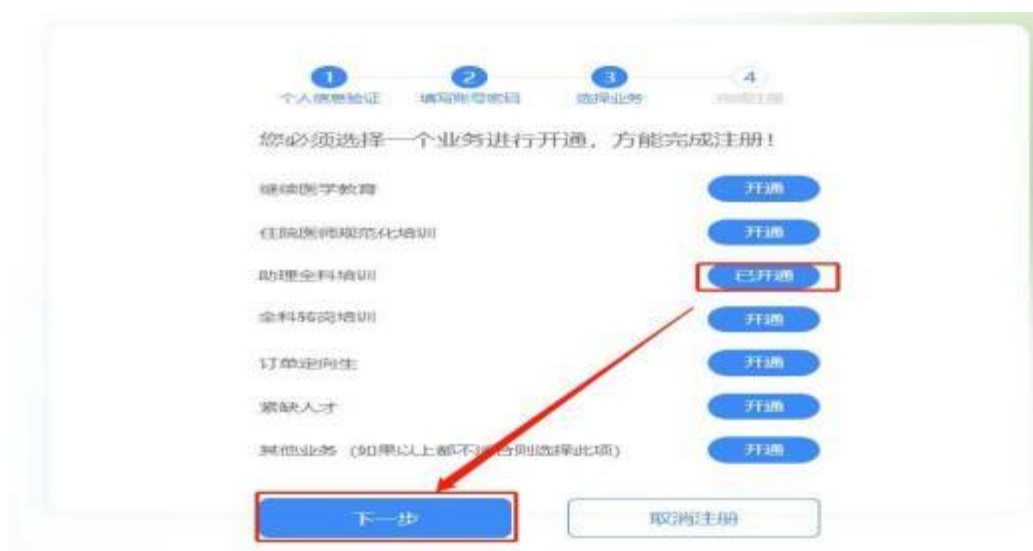 1 2 3 4
个人信息验证 填写账号密码 选择业务 完成注册
您必须选择一个业务进行开通，方能完成注册！
继续医学教育 开通
住院医师规范化培训 开通
助理全科培训 已开通
全科转岗培训 开通
订单定向生 开通
紧缺人才 开通
其他业务（如果以上都不适合则选择此项） 开通
下一步 取消注册